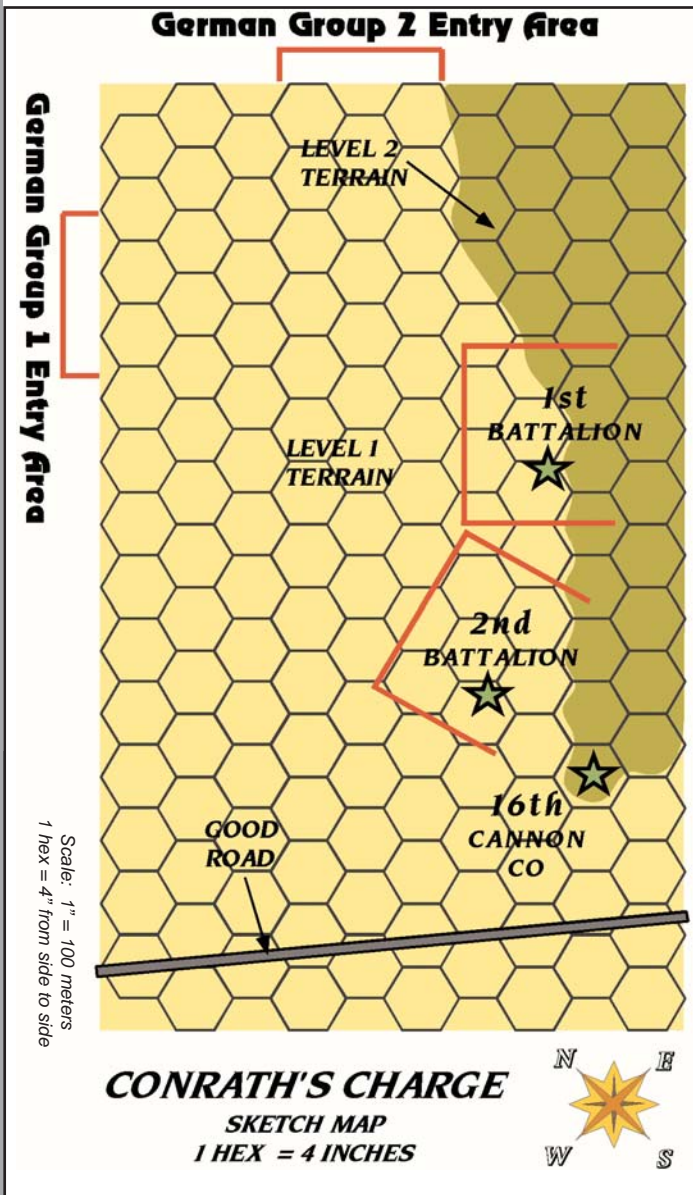 German Group 2 Entry Area
German Group 1 Entry Area
LEVEL 2
TERRAIN
1st
BATTALION
LEVEL 1
TERRAIN
2nd
BATTALION
16th
CANNON
CO
GOOD
ROAD
Scale: 1" = 100 meters
1 hex = 4" from side to side
CONRATH'S CHARGE
SKETCH MAP
1 HEX = 4 INCHES
N
E
W
S